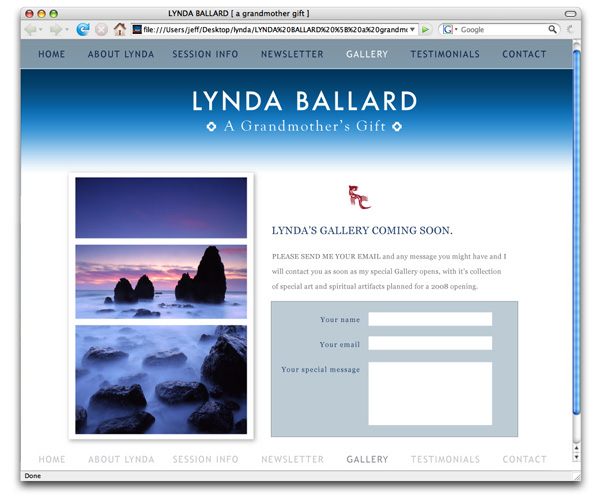 LYNDA BALLARD [ a grandmother gift ]
file:///Users/jeff/Desktop/lynda/LYNDA%20BALLARD%20%5B%20a%20grandmo
Google
HOME ABOUT LYNDA SESSION INFO NEWSLETTER GALLERY TESTIMONIALS CONTACT
LYNDA BALLARD
A Grandmother's Gift
LYNDA'S GALLERY COMING SOON.
PLEASE SEND ME YOUR EMAIL and any message you might have and I
will contact you as soon as my special Gallery opens, with it's collection
of special art and spiritual artifacts planned for a 2008 opening.
Your name
Your email
Your special message
HOME ABOUT LYNDA SESSION INFO NEWSLETTER GALLERY TESTIMONIALS CONTACT
Done